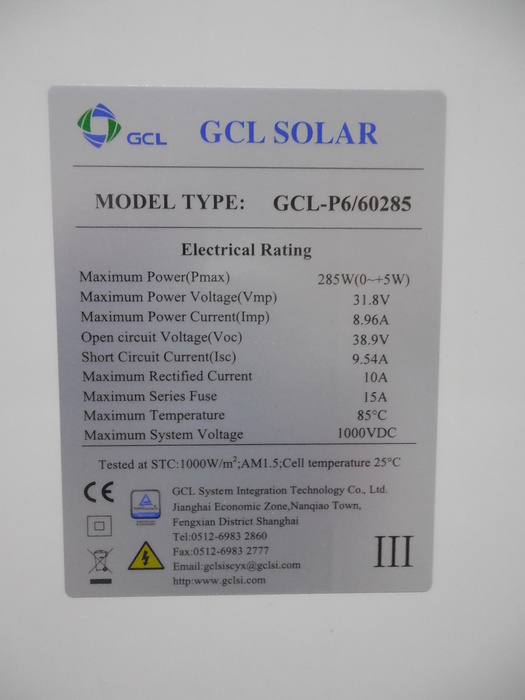 GCL GCL SOLAR
MODEL TYPE: GCL-P6/60285
Electrical Rating
Maximum Power(Pmax) 285W(0~+5W)
Maximum Power Voltage(Vmp) 31.8V
Maximum Power Current(Imp) 8.96A
Open circuit Voltage(Voc) 38.9V
Short Circuit Current(Isc) 9.54A
Maximum Rectified Current 10A
Maximum Series Fuse 15A
Maximum Temperature 85°C
Maximum System Voltage 1000VDC
Tested at STC:1000W/m²;AM1.5;Cell temperature 25°C
CE
GCL System Integration Technology Co., Ltd.
Jianghai Economic Zone,Nanqiao Town,
Fengxian District Shanghai
Tel:0512-6983 2860
Fax:0512-6983 2777
Email:gclsiscyx@gclsi.com
http:www.gclsi.com
III